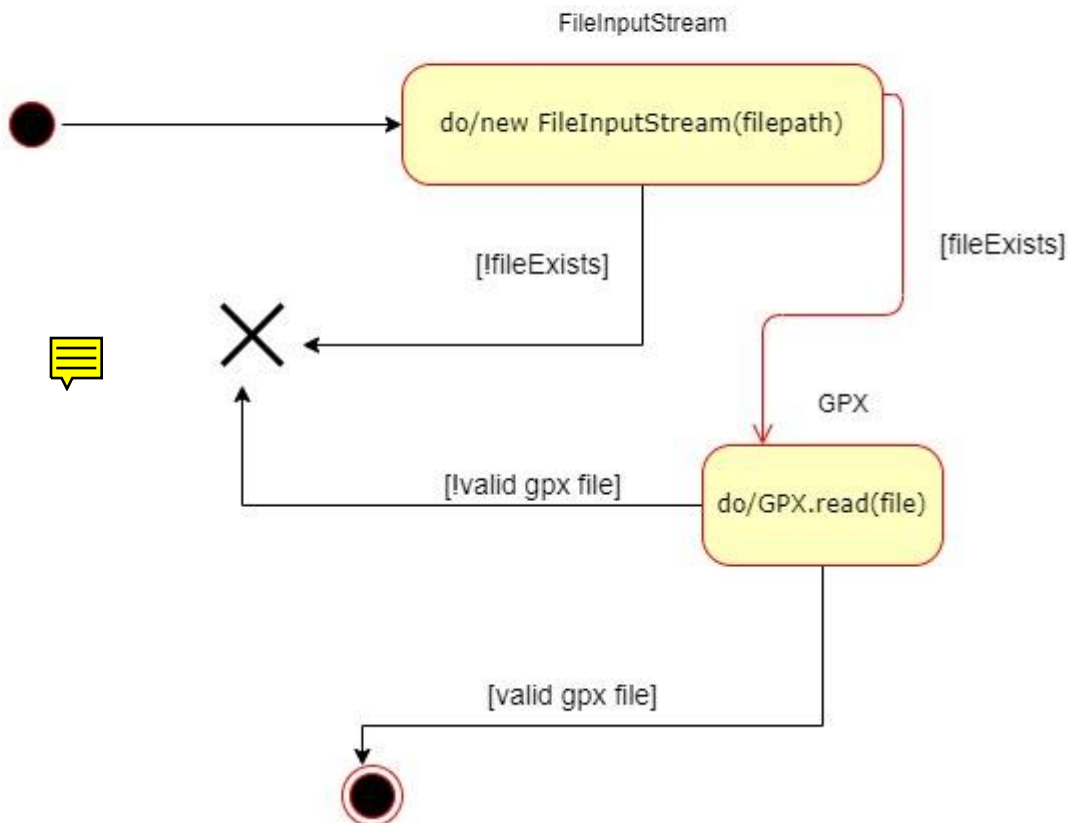 FileInputStream
do/new FileInputStream(filepath)
[fileExists]
[!fileExists]
GPX
[!valid gpx file]
do/GPX.read(file)
[valid gpx file]